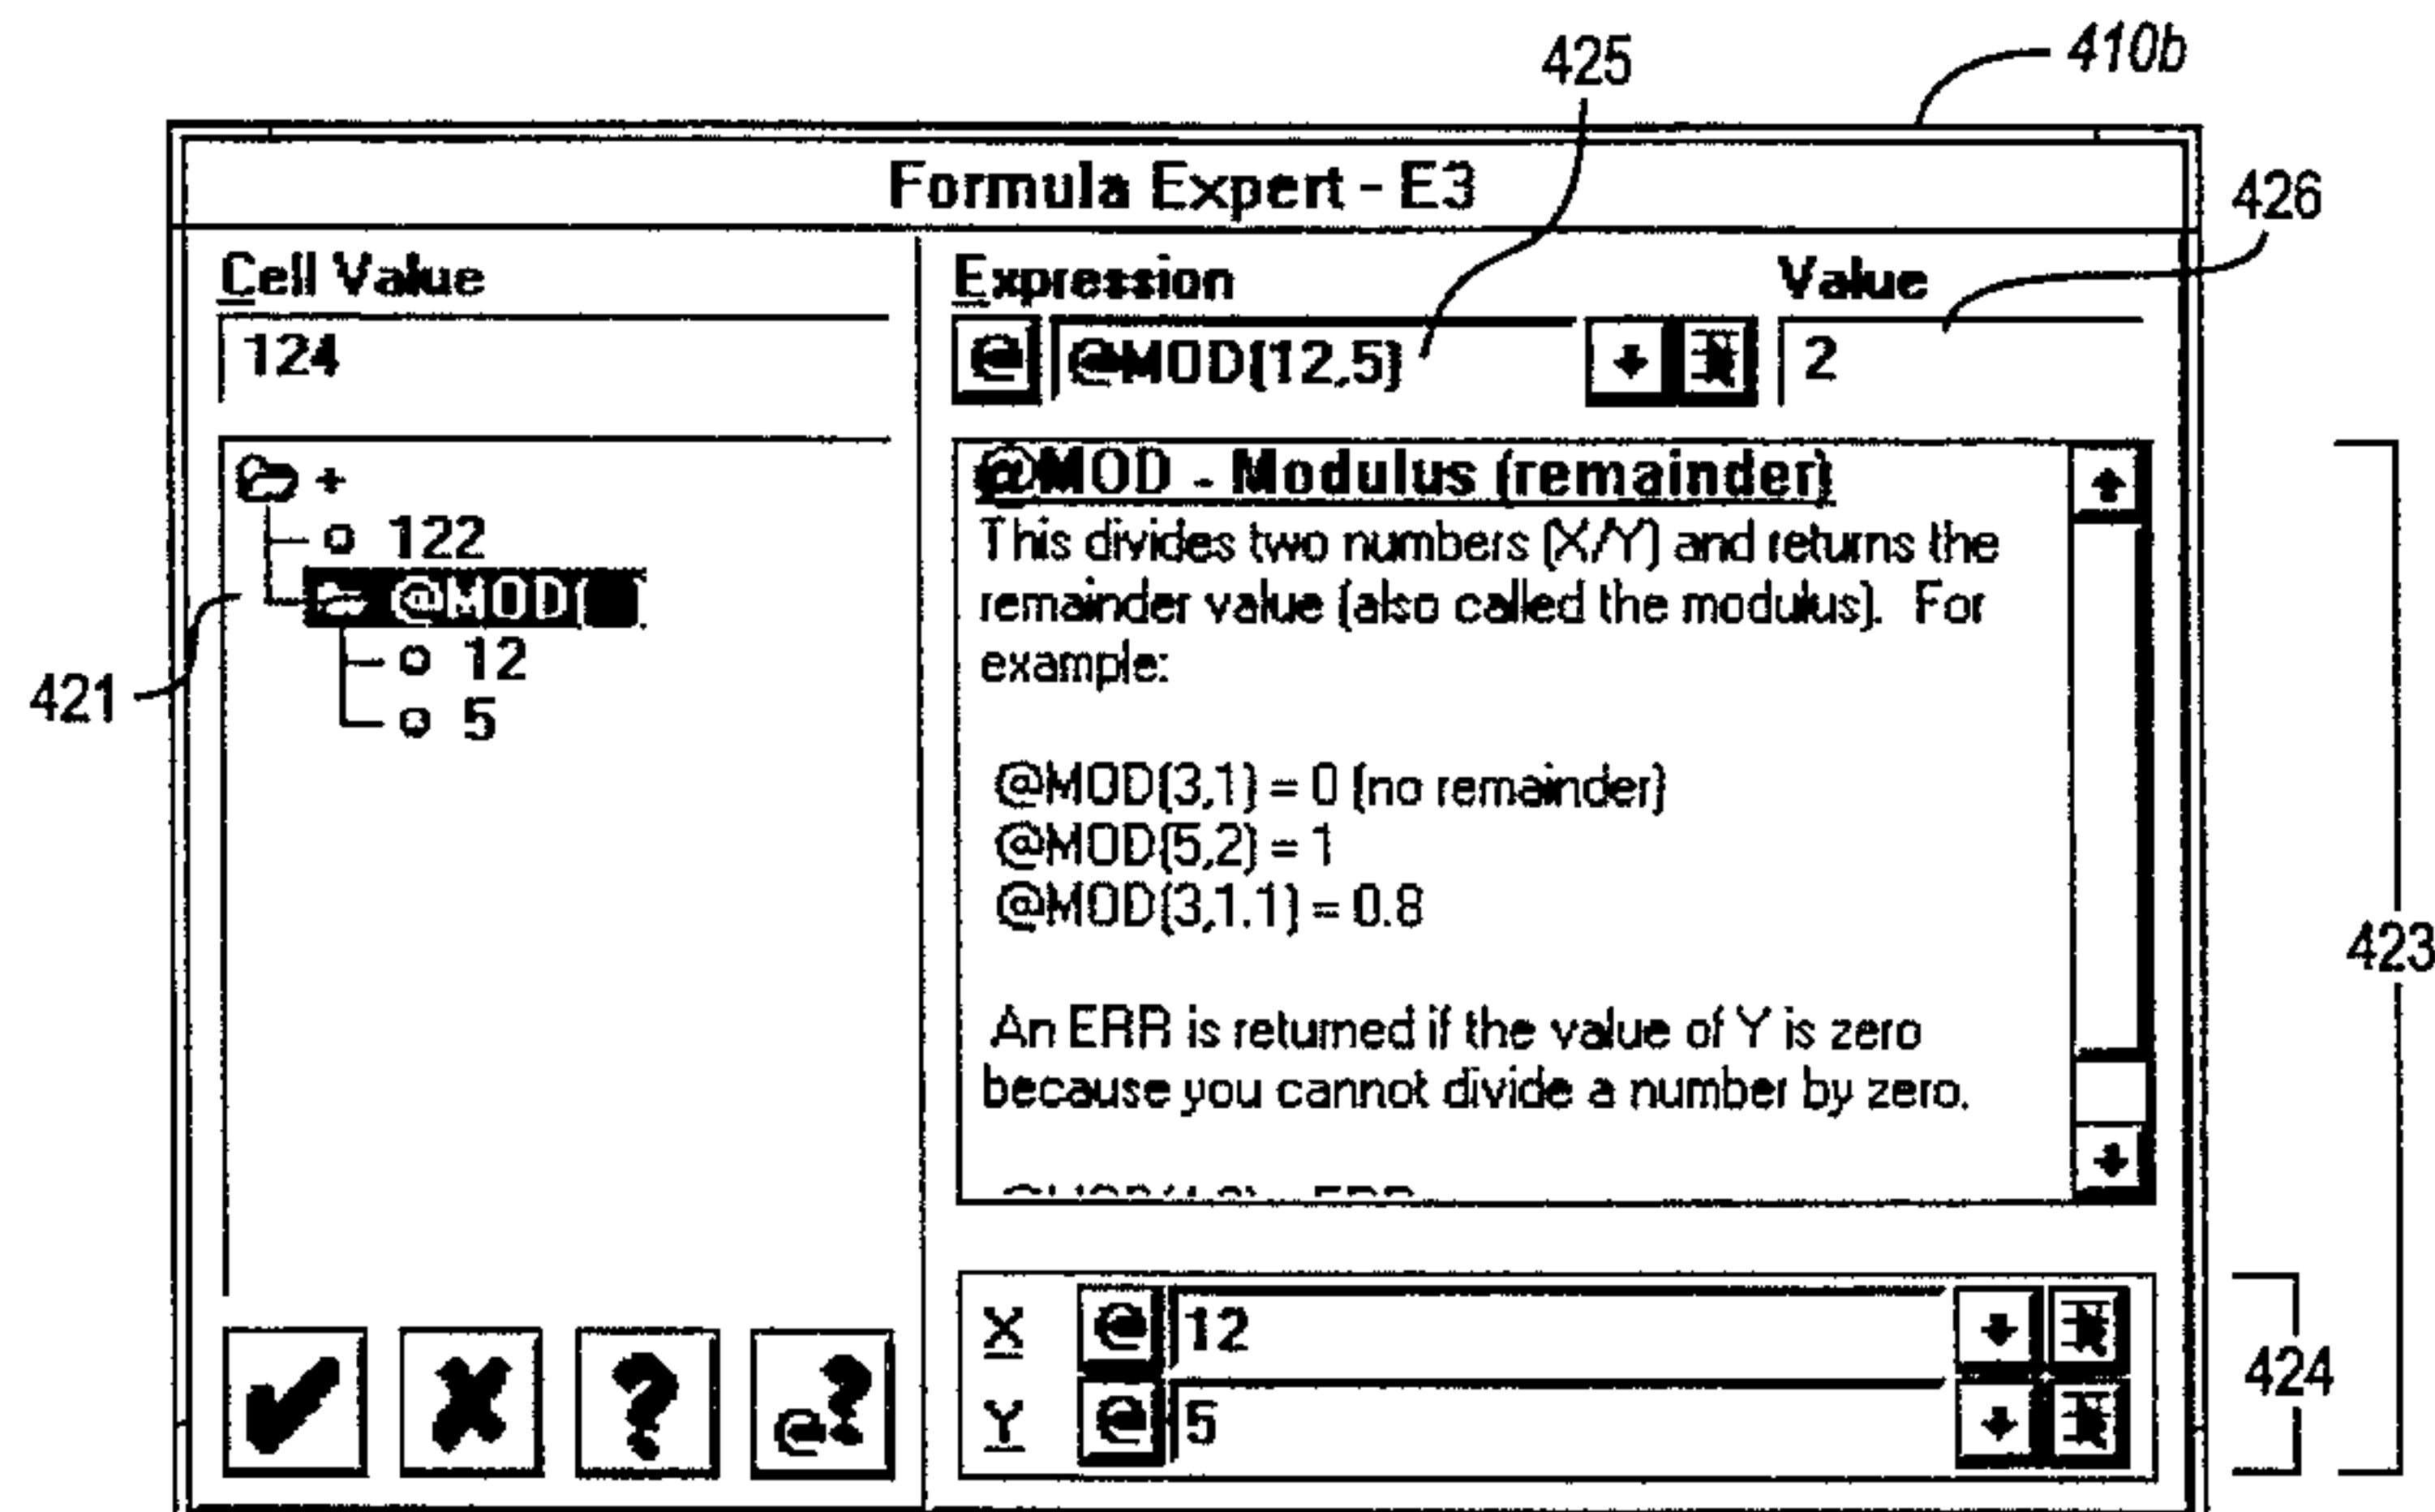 410b
425
Formula Expert - E3
426
Cell Value
124
+
122
@MOD(
12
5
421
Expression
Value
@ @MOD(12,5)
2
@MOD - Modulus (remainder)
This divides two numbers (X/Y) and returns the
remainder value (also called the modulus). For
example:
@MOD(3,1) = 0 (no remainder)
@MOD(5,2) = 1
@MOD(3,1.1) = 0.8
An ERR is returned if the value of Y is zero
because you cannot divide a number by zero.
423
? @?
X @ 12
Y @ 5
424